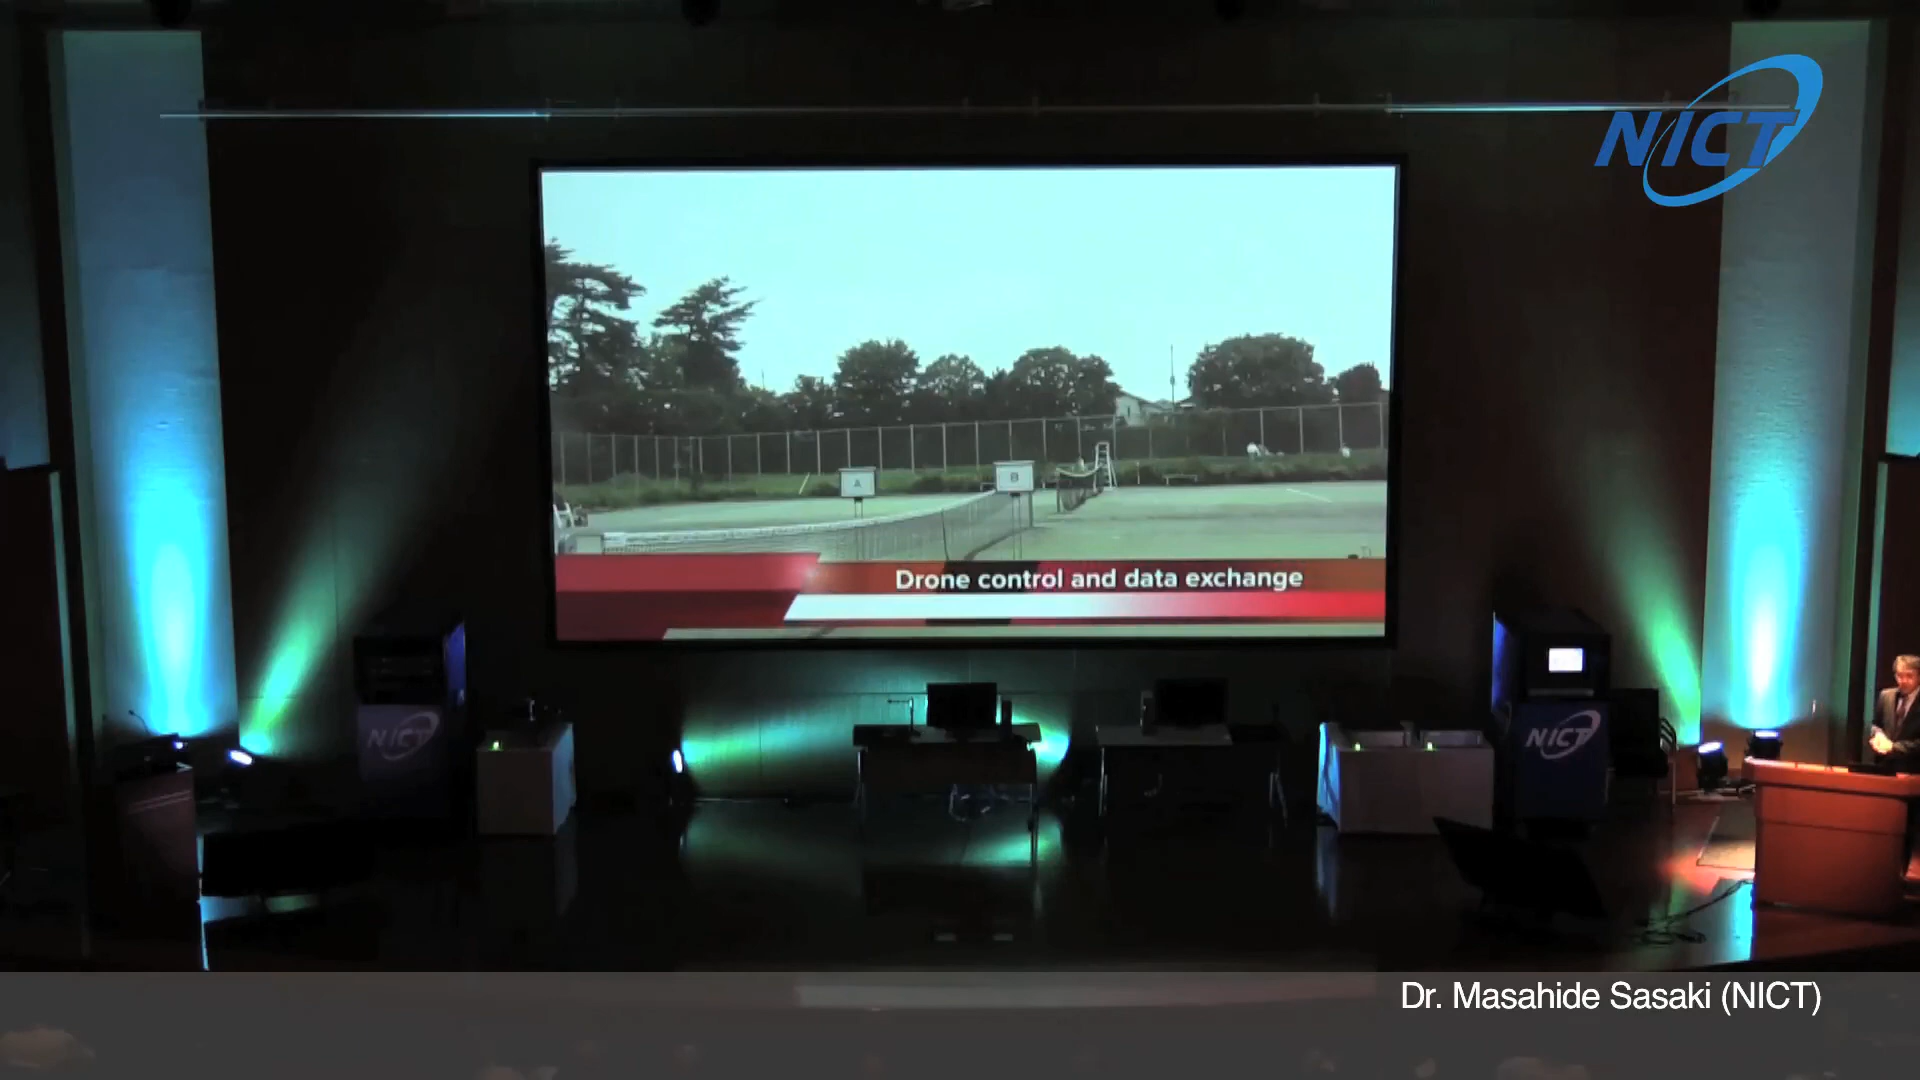 NICT
A
B
Drone control and data exchange
NICT
NICT
Dr. Masahide Sasaki (NICT)